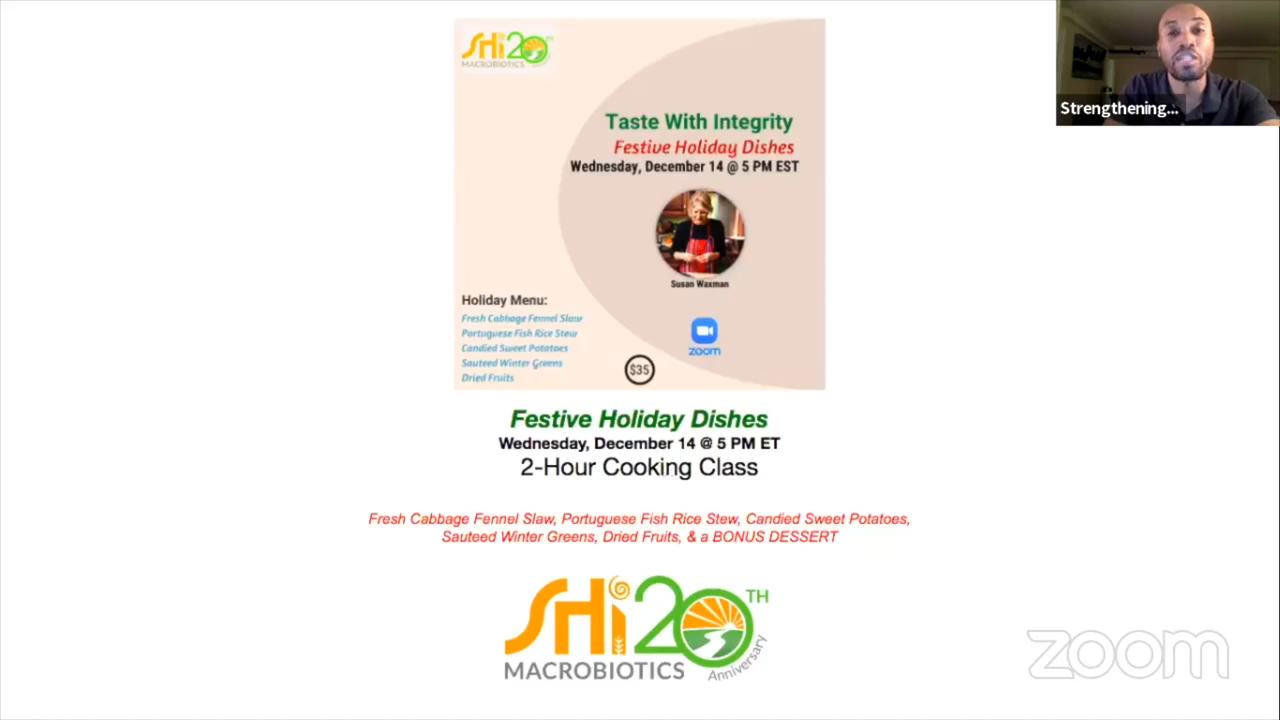 SHi 20TH
MACROBIOTICS
Taste With Integrity
Festive Holiday Dishes
Wednesday, December 14 @ 5 PM EST
Susan Waxman
Holiday Menu:
Fresh Cabbage Fennel Slaw
Portuguese Fish Rice Stew
Candied Sweet Potatoes
Sauteed Winter Greens
Dried Fruits
zoom
$35
Strengthening...
Festive Holiday Dishes
Wednesday, December 14 @ 5 PM ET
2-Hour Cooking Class
Fresh Cabbage Fennel Slaw, Portuguese Fish Rice Stew, Candied Sweet Potatoes,
Sauteed Winter Greens, Dried Fruits, & a BONUS DESSERT
SHi 20TH
MACROBIOTICS Anniversary
zoom